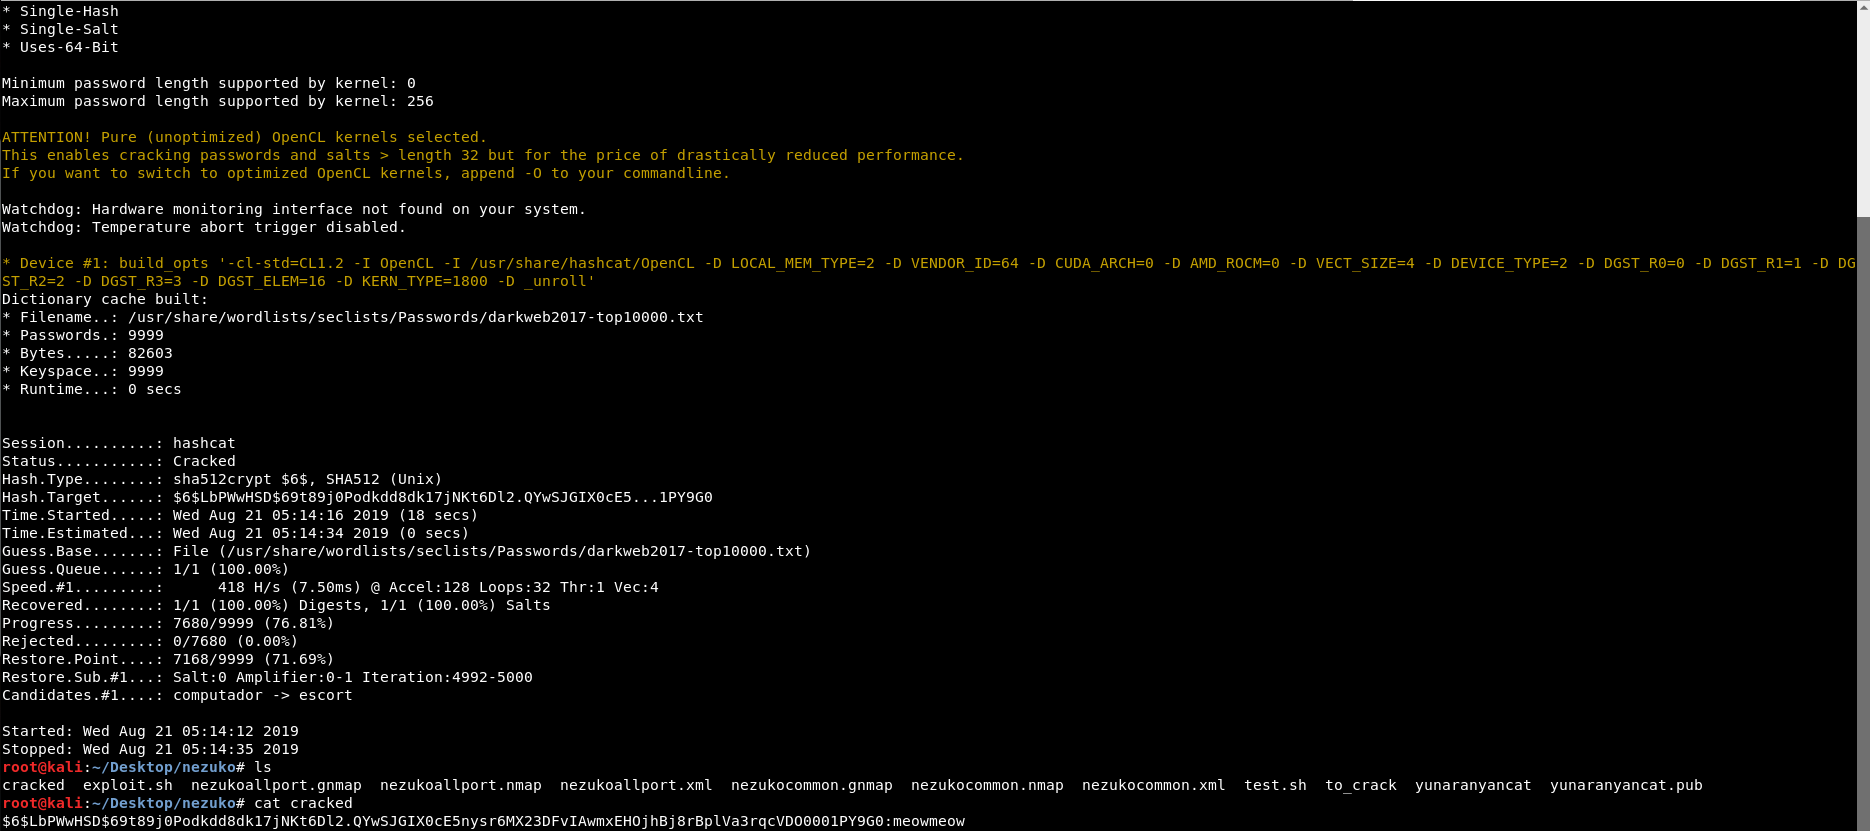 * Single-Hash
* Single-Salt
* Uses-64-Bit
Minimum password length supported by kernel: 0
Maximum password length supported by kernel: 256
ATTENTION! Pure (unoptimized) OpenCL kernels selected.
This enables cracking passwords and salts > length 32 but for the price of drastically reduced performance.
If you want to switch to optimized OpenCL kernels, append -O to your commandline.
Watchdog: Hardware monitoring interface not found on your system.
Watchdog: Temperature abort trigger disabled.
* Device #1: build_opts '-cl-std=CL1.2 -I OpenCL -I /usr/share/hashcat/OpenCL -D LOCAL_MEM_TYPE=2 -D VENDOR_ID=64 -D CUDA_ARCH=0 -D AMD_ROCM=0 -D VECT_SIZE=4 -D DEVICE_TYPE=2 -D DGST_R0=0 -D DGST_R1=1 -D DG
ST_R2=2 -D DGST_R3=3 -D DGST_ELEM=16 -D KERN_TYPE=1800 -D _unroll'
Dictionary cache built:
* Filename..: /usr/share/wordlists/seclists/Passwords/darkweb2017-top10000.txt
* Passwords.: 9999
* Bytes.....: 82603
* Keyspace..: 9999
* Runtime...: 0 secs
Session..........: hashcat
Status...........: Cracked
Hash.Type........: sha512crypt $6$, SHA512 (Unix)
Hash.Target......: $6$LbPWwHSD$69t89j0Podkdd8dk17jNKt6Dl2.QYwSJGIX0cE5...1PY9G0
Time.Started.....: Wed Aug 21 05:14:16 2019 (18 secs)
Time.Estimated...: Wed Aug 21 05:14:34 2019 (0 secs)
Guess.Base.......: File (/usr/share/wordlists/seclists/Passwords/darkweb2017-top10000.txt)
Guess.Queue......: 1/1 (100.00%)
Speed.#1.........:      418 H/s (7.50ms) @ Accel:128 Loops:32 Thr:1 Vec:4
Recovered........: 1/1 (100.00%) Digests, 1/1 (100.00%) Salts
Progress.........: 7680/9999 (76.81%)
Rejected.........: 0/7680 (0.00%)
Restore.Point....: 7168/9999 (71.69%)
Restore.Sub.#1...: Salt:0 Amplifier:0-1 Iteration:4992-5000
Candidates.#1....: computador -> escort
Started: Wed Aug 21 05:14:12 2019
Stopped: Wed Aug 21 05:14:35 2019
root@kali:~/Desktop/nezuko# ls
cracked  exploit.sh  nezukoallport.gnmap  nezukoallport.nmap  nezukoallport.xml  nezukocommon.gnmap  nezukocommon.nmap  nezukocommon.xml  test.sh  to_crack  yunaranyancat  yunaranyancat.pub
root@kali:~/Desktop/nezuko# cat cracked
$6$LbPWwHSD$69t89j0Podkdd8dk17jNKt6Dl2.QYwSJGIX0cE5nysr6MX23DFvIAwmxEHOjhBj8rBplVa3rqcVDO0001PY9G0:meowmeow